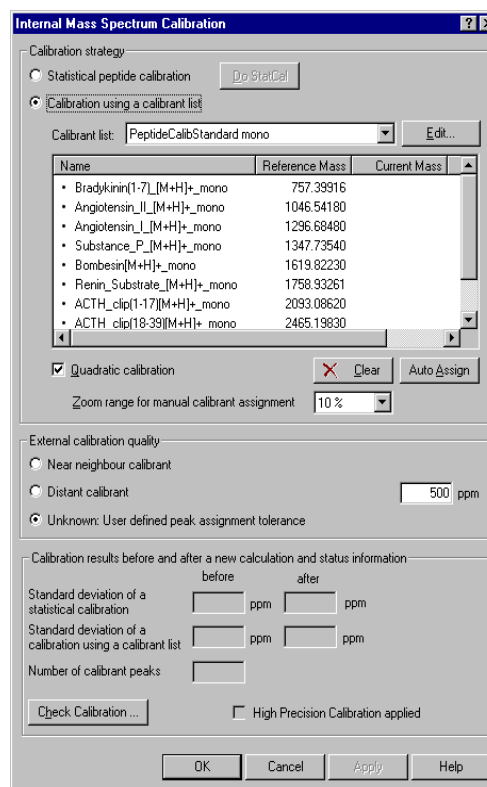 Internal Mass Spectrum Calibration
Calibration strategy
Statistical peptide calibration Do StatCal
Calibration using a calibrant list
Calibrant list: PeptideCalibStandard mono Edit...
Name Reference Mass Current Mass
• Bradykinin(1-7)_[M+H]+_mono 757.39916
• Angiotensin_II_[M+H]+_mono 1046.54180
• Angiotensin_I_[M+H]+_mono 1296.68480
• Substance_P_[M+H]+_mono 1347.73540
• Bombesin[M+H]+_mono 1619.82230
• Renin_Substrate_[M+H]+_mono 1758.93261
• ACTH_clip(1-17)[M+H]+_mono 2093.08620
• ACTH_clip(18-39)[M+H]+_mono 2465.19830
Quadratic calibration Clear Auto Assign
Zoom range for manual calibrant assignment 10 %
External calibration quality
Near neighbour calibrant
Distant calibrant 500 ppm
Unknown: User defined peak assignment tolerance
Calibration results before and after a new calculation and status information
before after
Standard deviation of a
statistical calibration ppm ppm
Standard deviation of a
calibration using a calibrant list ppm ppm
Number of calibrant peaks
Check Calibration ... High Precision Calibration applied
OK Cancel Apply Help